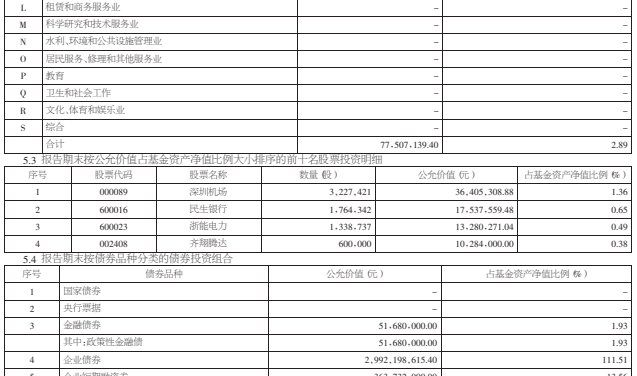 L 租赁和商务服务业 – –
M 科学研究和技术服务业 – –
N 水利、环境和公共设施管理业 – –
O 居民服务、修理和其他服务业 – –
P 教育 – –
Q 卫生和社会工作 – –
R 文化、体育和娱乐业 – –
S 综合 – –
合计 77,507,139.40 2.89
5.3 报告期末按公允价值占基金资产净值比例大小排序的前十名股票投资明细
序号 股票代码 股票名称 数量(股) 公允价值(元) 占基金资产净值比例(%)
1 000089 深圳机场 3,227,421 36,405,308.88 1.36
2 600016 民生银行 1,764,342 17,537,559.48 0.65
3 600023 浙能电力 1,338,737 13,280,271.04 0.49
4 002408 齐翔腾达 600,000 10,284,000.00 0.38
5.4 报告期末按债券品种分类的债券投资组合
序号 债券品种 公允价值(元) 占基金资产净值比例(%)
1 国家债券 – –
2 央行票据 – –
3 金融债券 51,680,000.00 1.93
其中:政策性金融债 51,680,000.00 1.93
4 企业债券 2,992,198,615.40 111.51